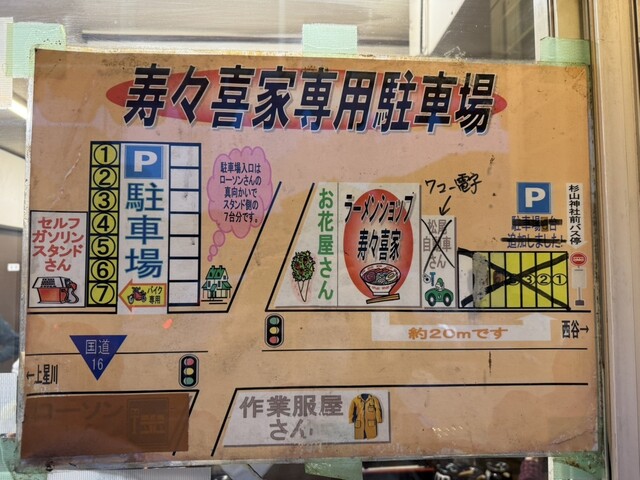 寿々喜家専用駐車場
①
②
③
④
⑤
⑥
⑦
P
駐車場
バイク
専用
セルフ
ガソリン
スタンド
さん
駐車場入口は
ローソンさんの
真向かいで
スタンド側の
7台分です。
お花屋さん
ラーメンショップ
寿々喜家
ワコー電子
松尾
自転車
さん
P
追加しました
③②①
杉山神社前バス停
約20mです
西谷→
国道
16
←上星川
ローソン
作業服屋
さん